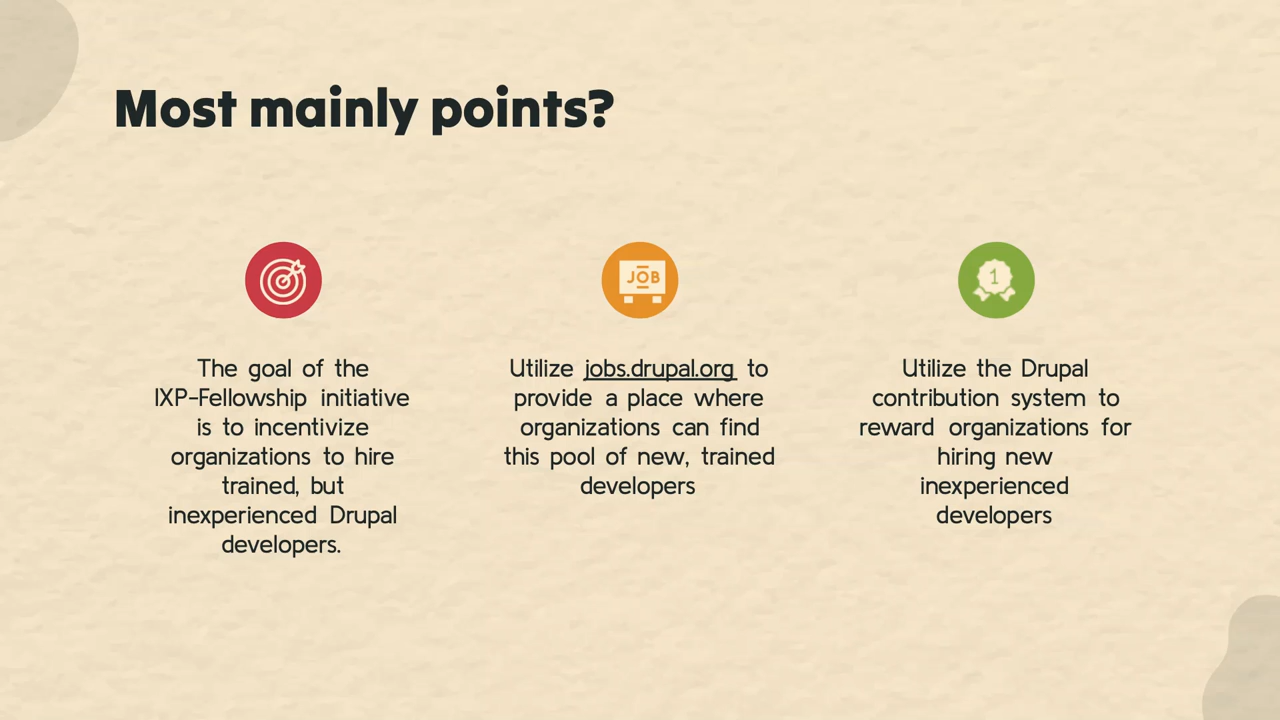 Most mainly points?
JOB
1
The goal of the
IXP-Fellowship initiative
is to incentivize
organizations to hire
trained, but
inexperienced Drupal
developers.
Utilize jobs.drupal.org to
provide a place where
organizations can find
this pool of new, trained
developers
Utilize the Drupal
contribution system to
reward organizations for
hiring new
inexperienced
developers